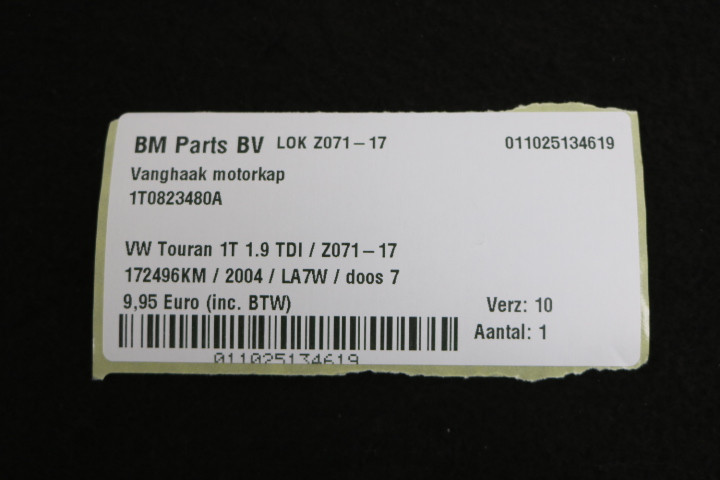 BM Parts BV LOK Z071-17 011025134619
Vanghaak motorkap
1T0823480A
VW Touran 1T 1.9 TDI / Z071-17
172496KM / 2004 / LA7W / doos 7
9,95 Euro (inc. BTW) Verz: 10
Aantal: 1
011025134619